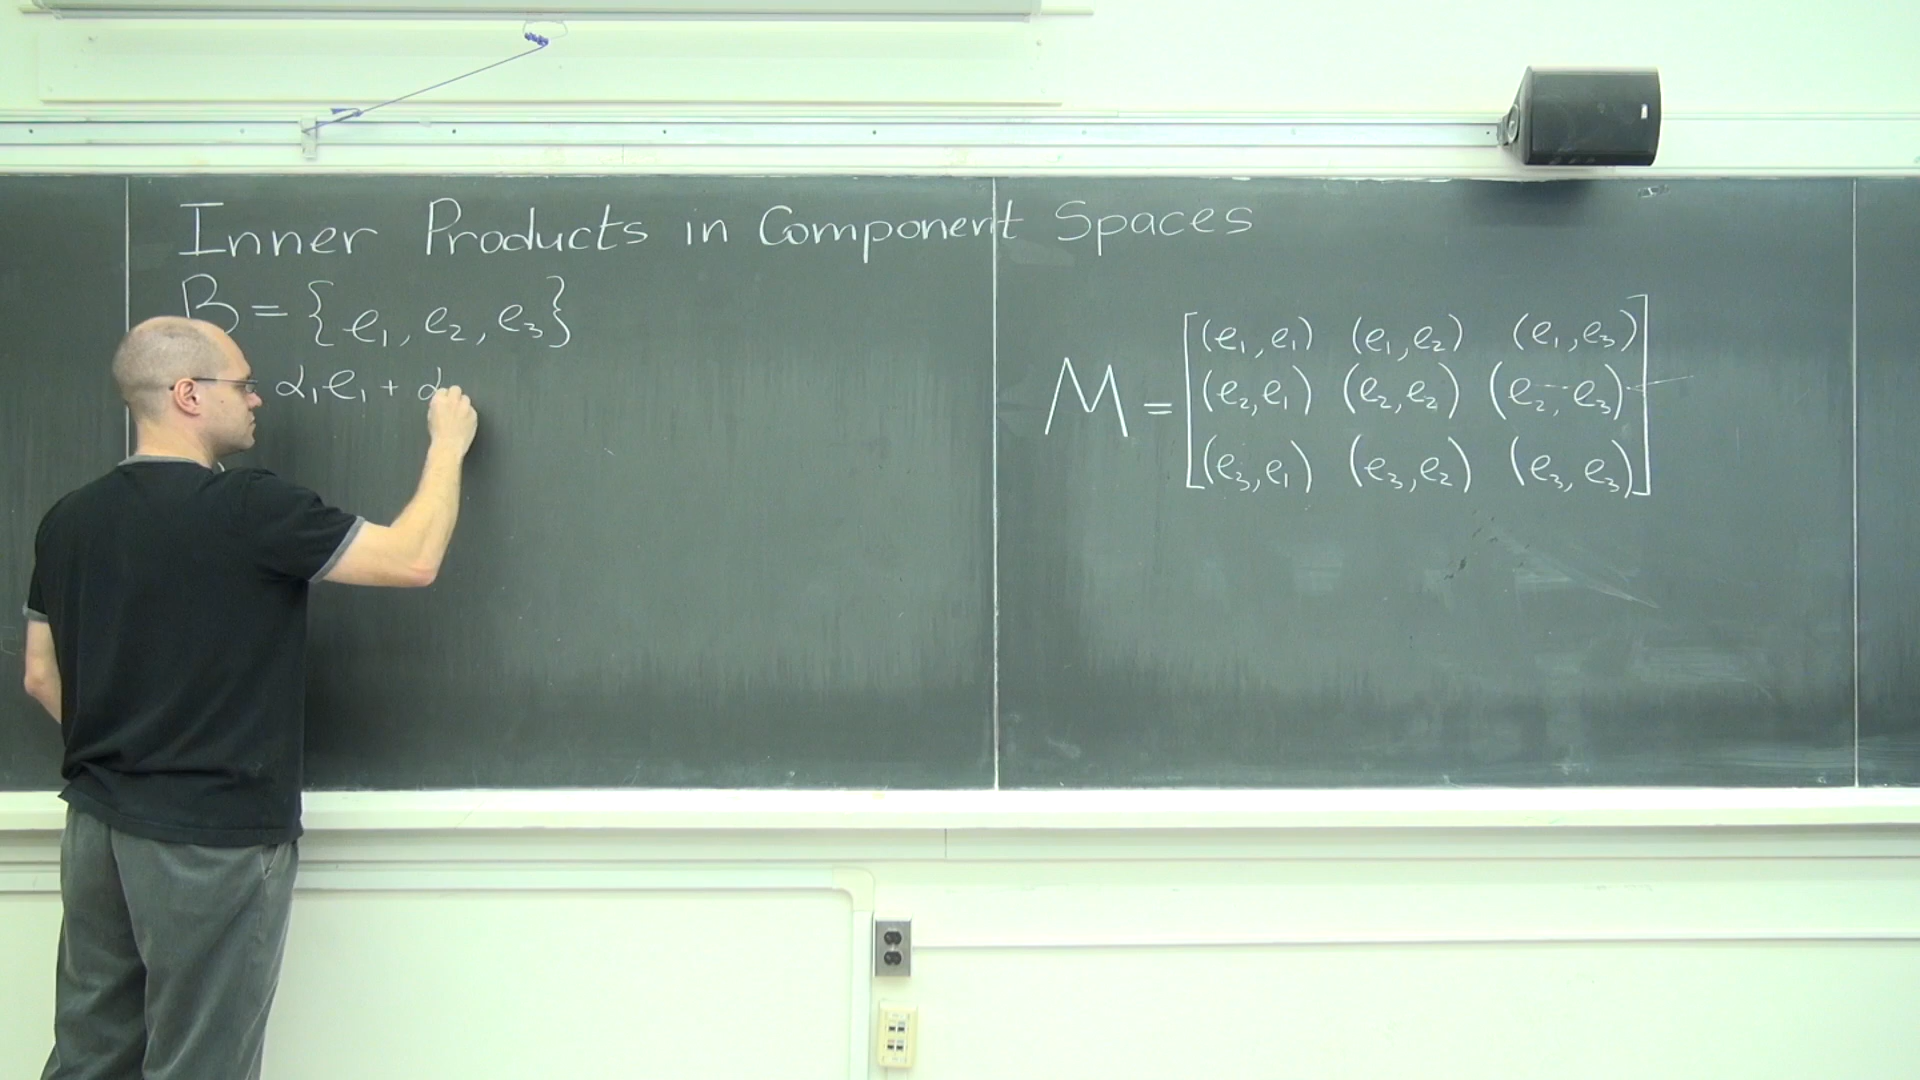 Inner Products in Component Spaces
B = {e₁, e₂, e₃}
α₁e₁ + α
M = [(e₁,e₁) (e₁,e₂) (e₁,e₃)
(e₂,e₁) (e₂,e₂) (e₂,e₃)
(e₃,e₁) (e₃,e₂) (e₃,e₃)]